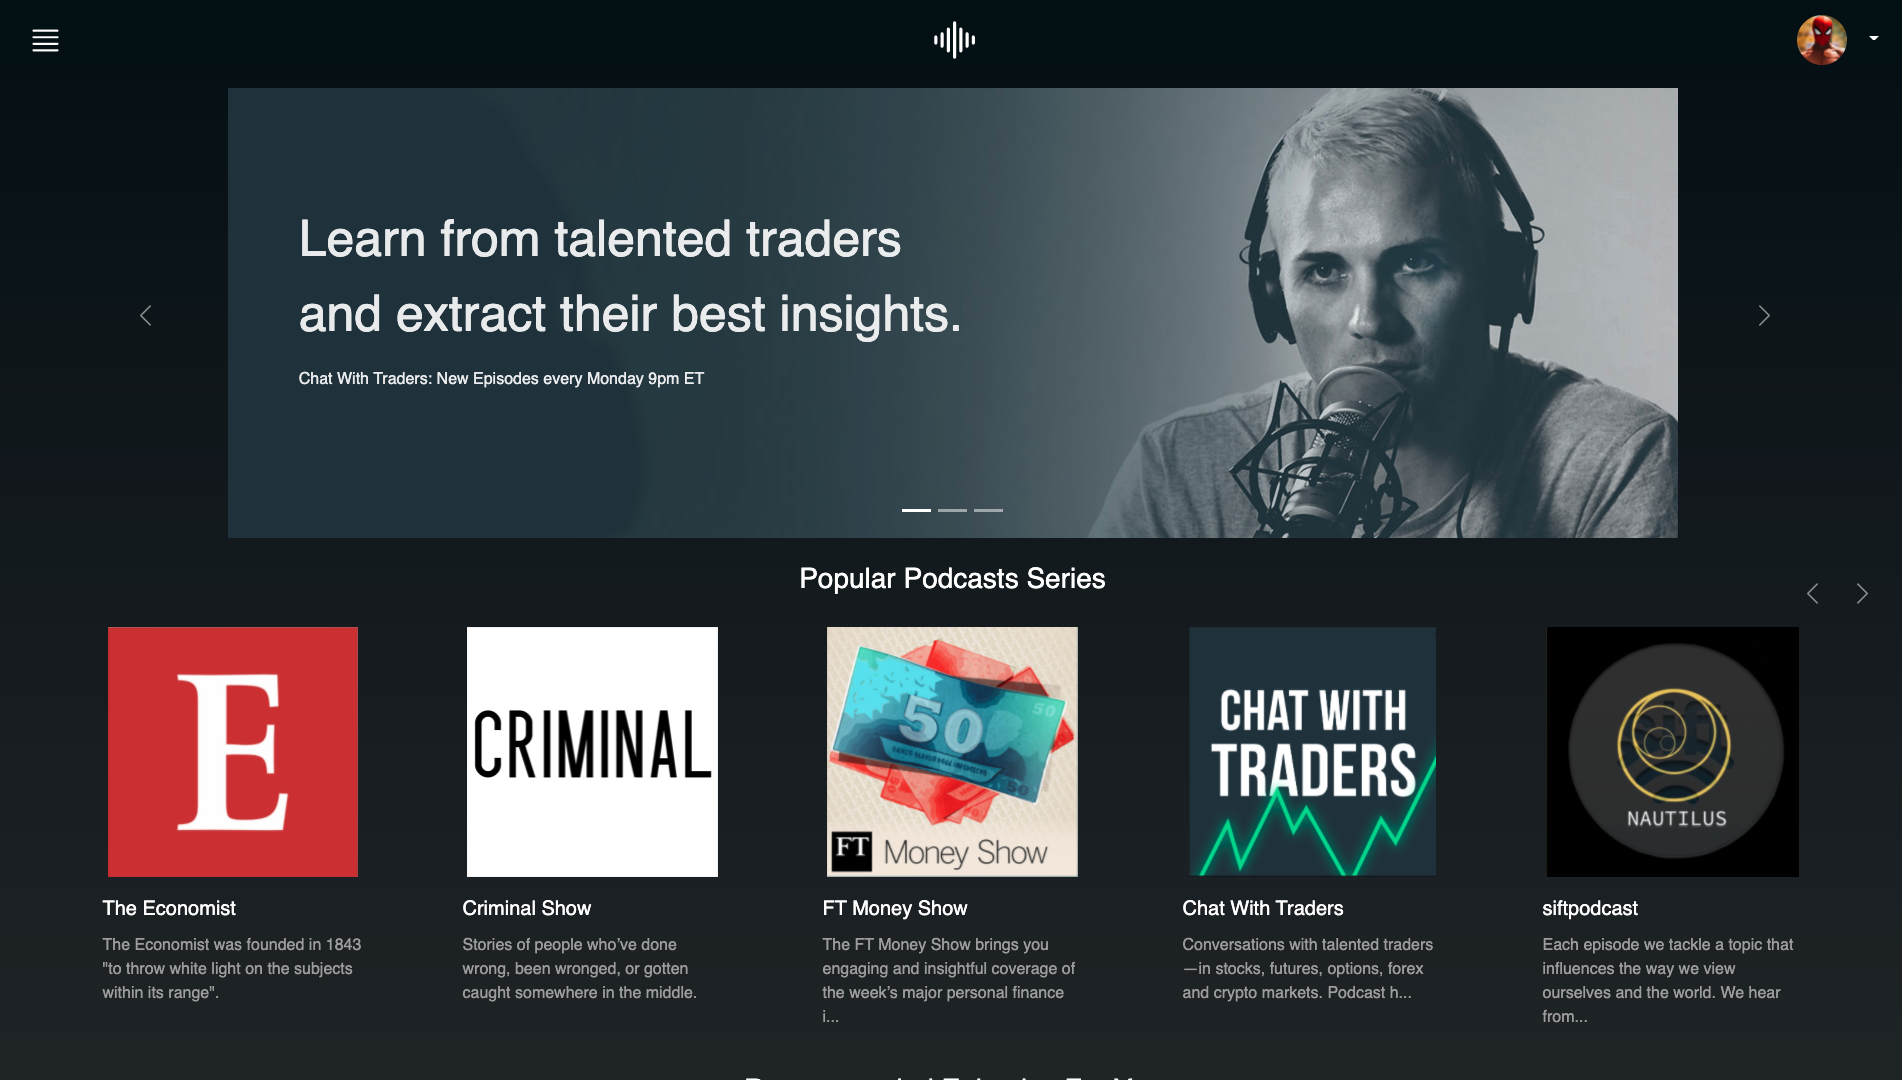 Learn from talented traders
and extract their best insights.
Chat With Traders: New Episodes every Monday 9pm ET
Popular Podcasts Series
E
CRIMINAL
50
50
50
FT Money Show
CHAT WITH
TRADERS
NAUTILUS
The Economist
The Economist was founded in 1843
"to throw white light on the subjects
within its range".
Criminal Show
Stories of people who’ve done
wrong, been wronged, or gotten
caught somewhere in the middle.
FT Money Show
The FT Money Show brings you
engaging and insightful coverage of
the week’s major personal finance
i...
Chat With Traders
Conversations with talented traders
—in stocks, futures, options, forex
and crypto markets. Podcast h...
siftpodcast
Each episode we tackle a topic that
influences the way we view
ourselves and the world. We hear
from...